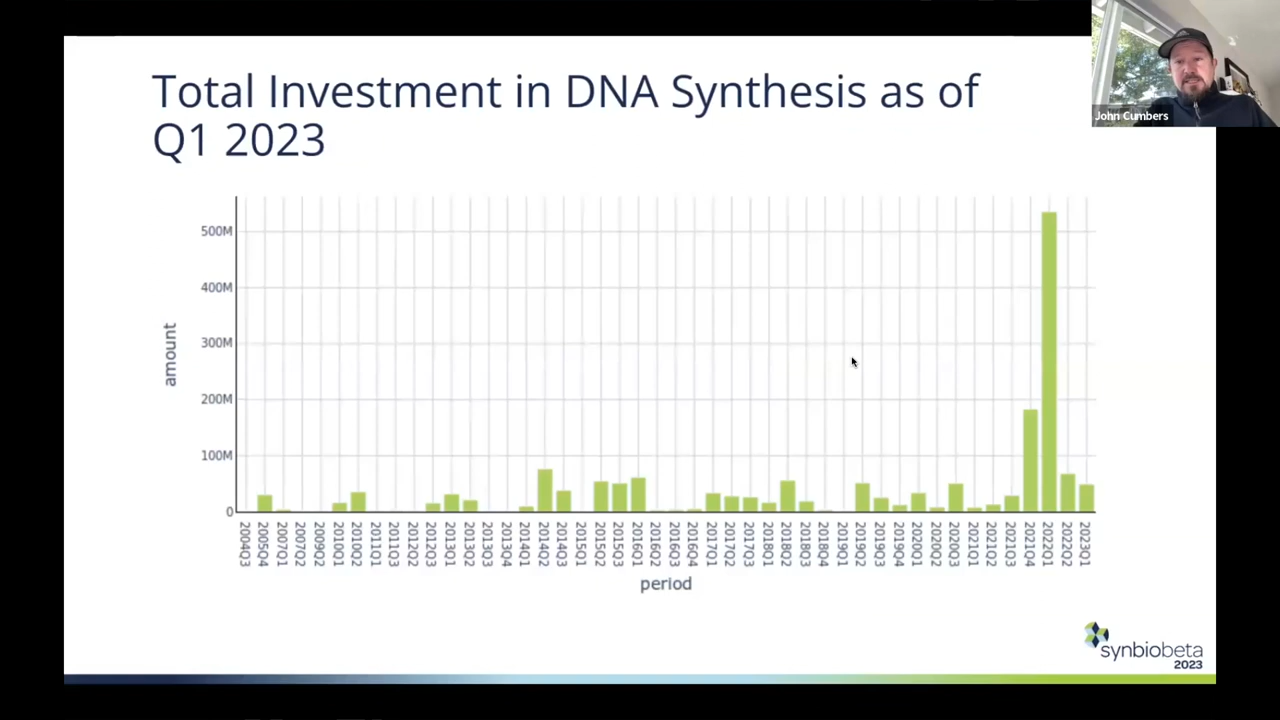 Total Investment in DNA Synthesis as of
Q1 2023
John Cumbers
500M
400M
300M
200M
100M
0
amount
2004Q3
2005Q4
2007Q1
2007Q2
2009Q2
2010Q1
2010Q2
2011Q1
2011Q3
2012Q2
2012Q3
2013Q1
2013Q2
2013Q3
2013Q4
2014Q1
2014Q2
2014Q3
2015Q1
2015Q2
2015Q3
2016Q1
2016Q2
2016Q3
2016Q4
2017Q1
2017Q2
2017Q3
2018Q1
2018Q2
2018Q3
2018Q4
2019Q1
2019Q2
2019Q3
2019Q4
2020Q1
2020Q2
2020Q3
2021Q1
2021Q2
2021Q3
2021Q4
2022Q1
2022Q2
2023Q1
period
synbiobeta
2023